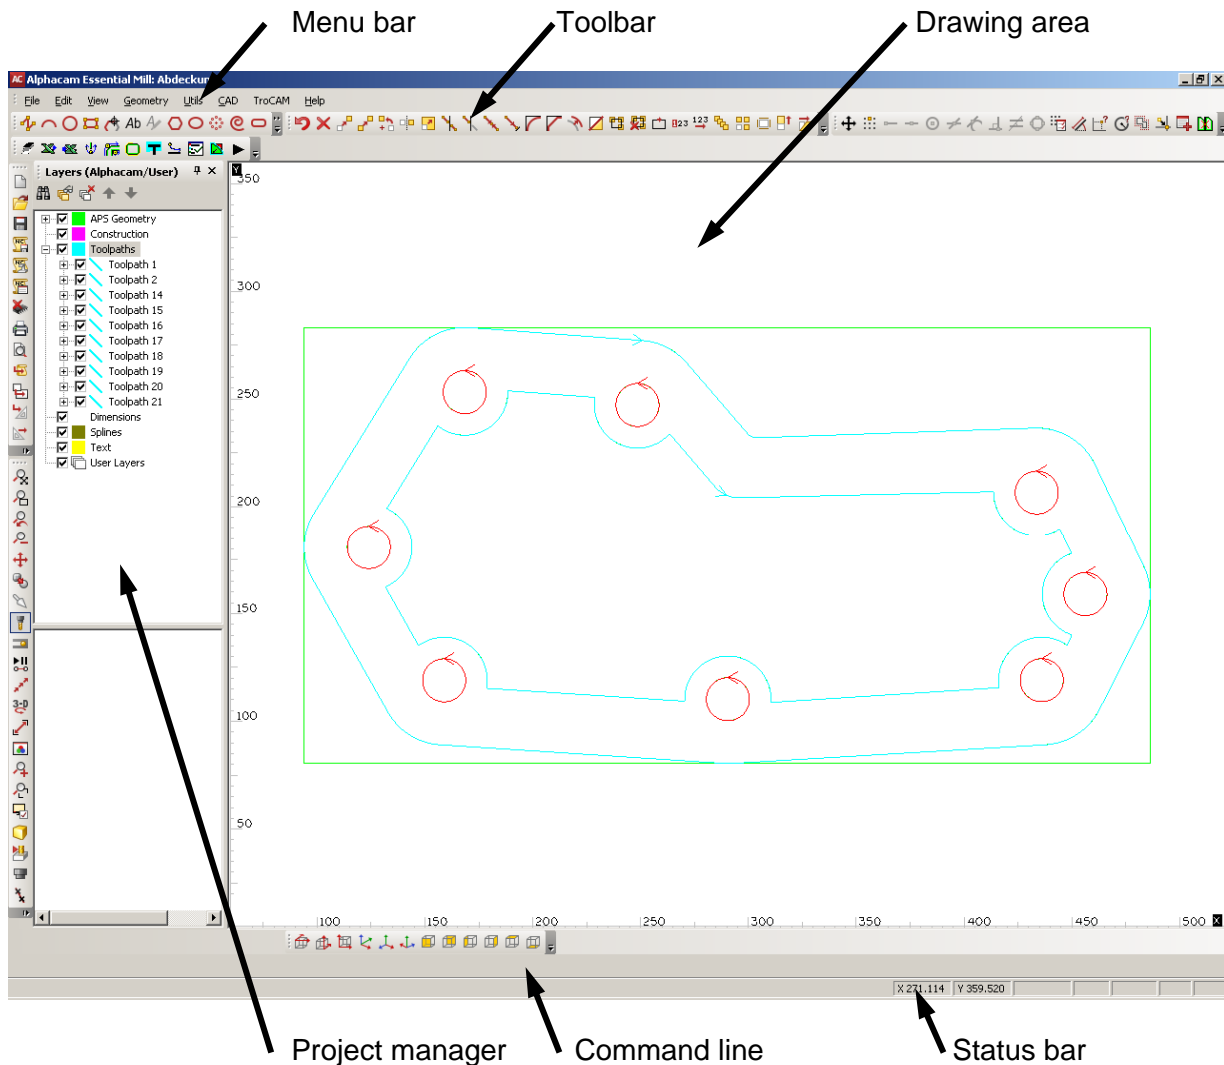 Menu bar Toolbar Drawing area
Alphacam Essential Mill: Abdeckun
File Edit View Geometry Utils CAD TroCAM Help
Layers (Alphacam/User)
APS Geometry
Construction
Toolpaths
Toolpath 1
Toolpath 2
Toolpath 14
Toolpath 15
Toolpath 16
Toolpath 17
Toolpath 18
Toolpath 19
Toolpath 20
Toolpath 21
Dimensions
Splines
Text
User Layers
Y
350
300
250
200
150
100
50
100 150 200 250 300 350 400 450 500 X
X 271.114 Y 359.520
Project manager Command line Status bar